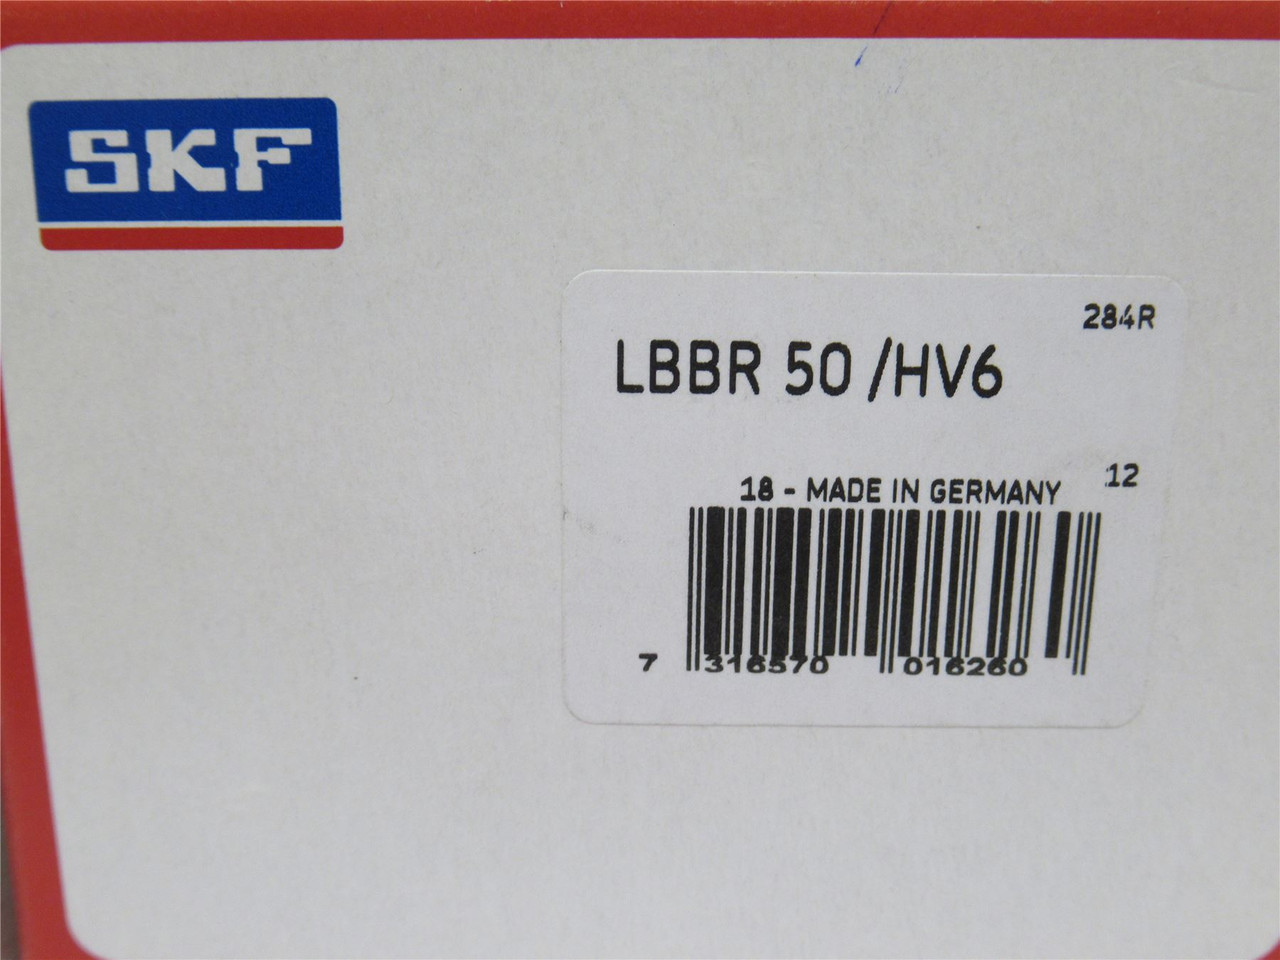 SKF
284R
LBBR 50 /HV6
12
18 - MADE IN GERMANY
7 316570 016260